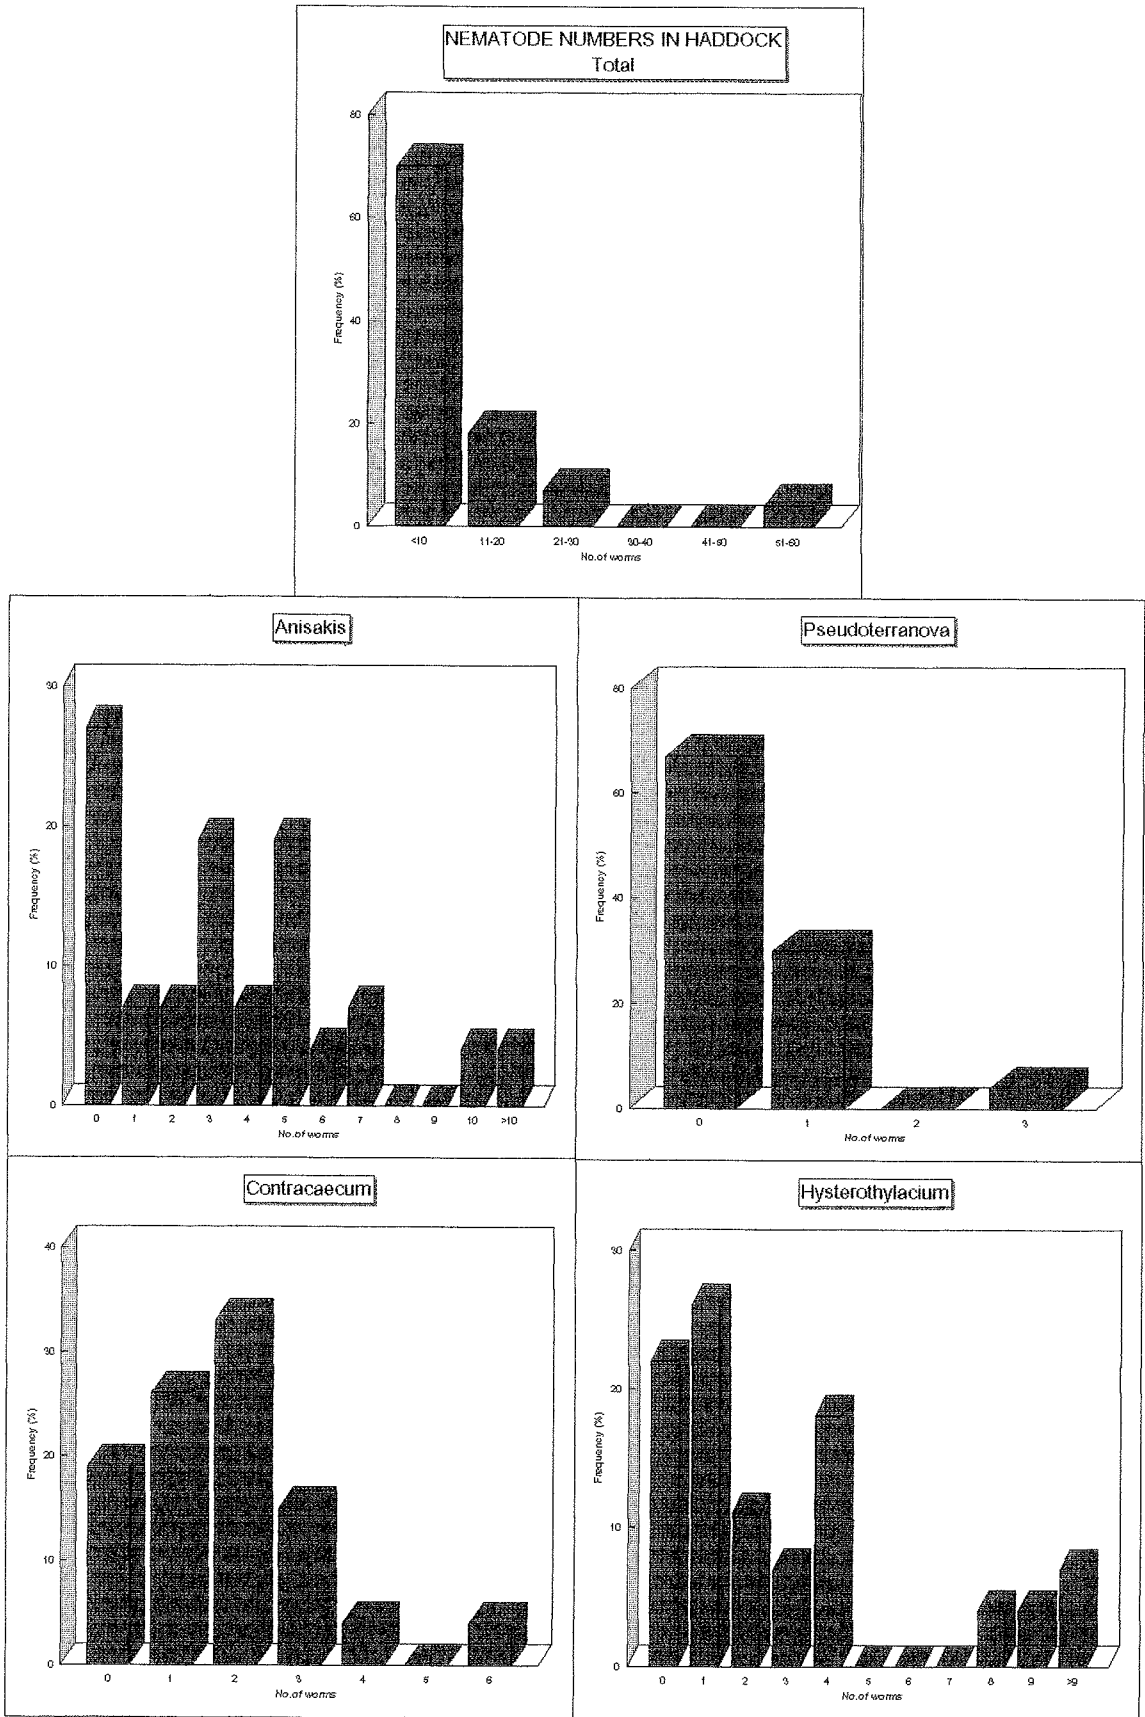 NEMATODE NUMBERS IN HADDOCK
Total
80
60
40
20
0
Frequency (%)
<10 11-20 21-30 30-40 41-50 51-60
No.of worms
Anisakis
30
20
10
0
Frequency (%)
0 1 2 3 4 5 6 7 8 9 10 >10
No.of worms
Pseudoterranova
80
60
40
20
0
Frequency (%)
0 1 2 3
No.of worms
Contracaecum
40
30
20
10
0
Frequency (%)
0 1 2 3 4 5 6
No.of worms
Hysterothylacium
30
20
10
0
Frequency (%)
0 1 2 3 4 5 6 7 8 9 >9
No.of worms